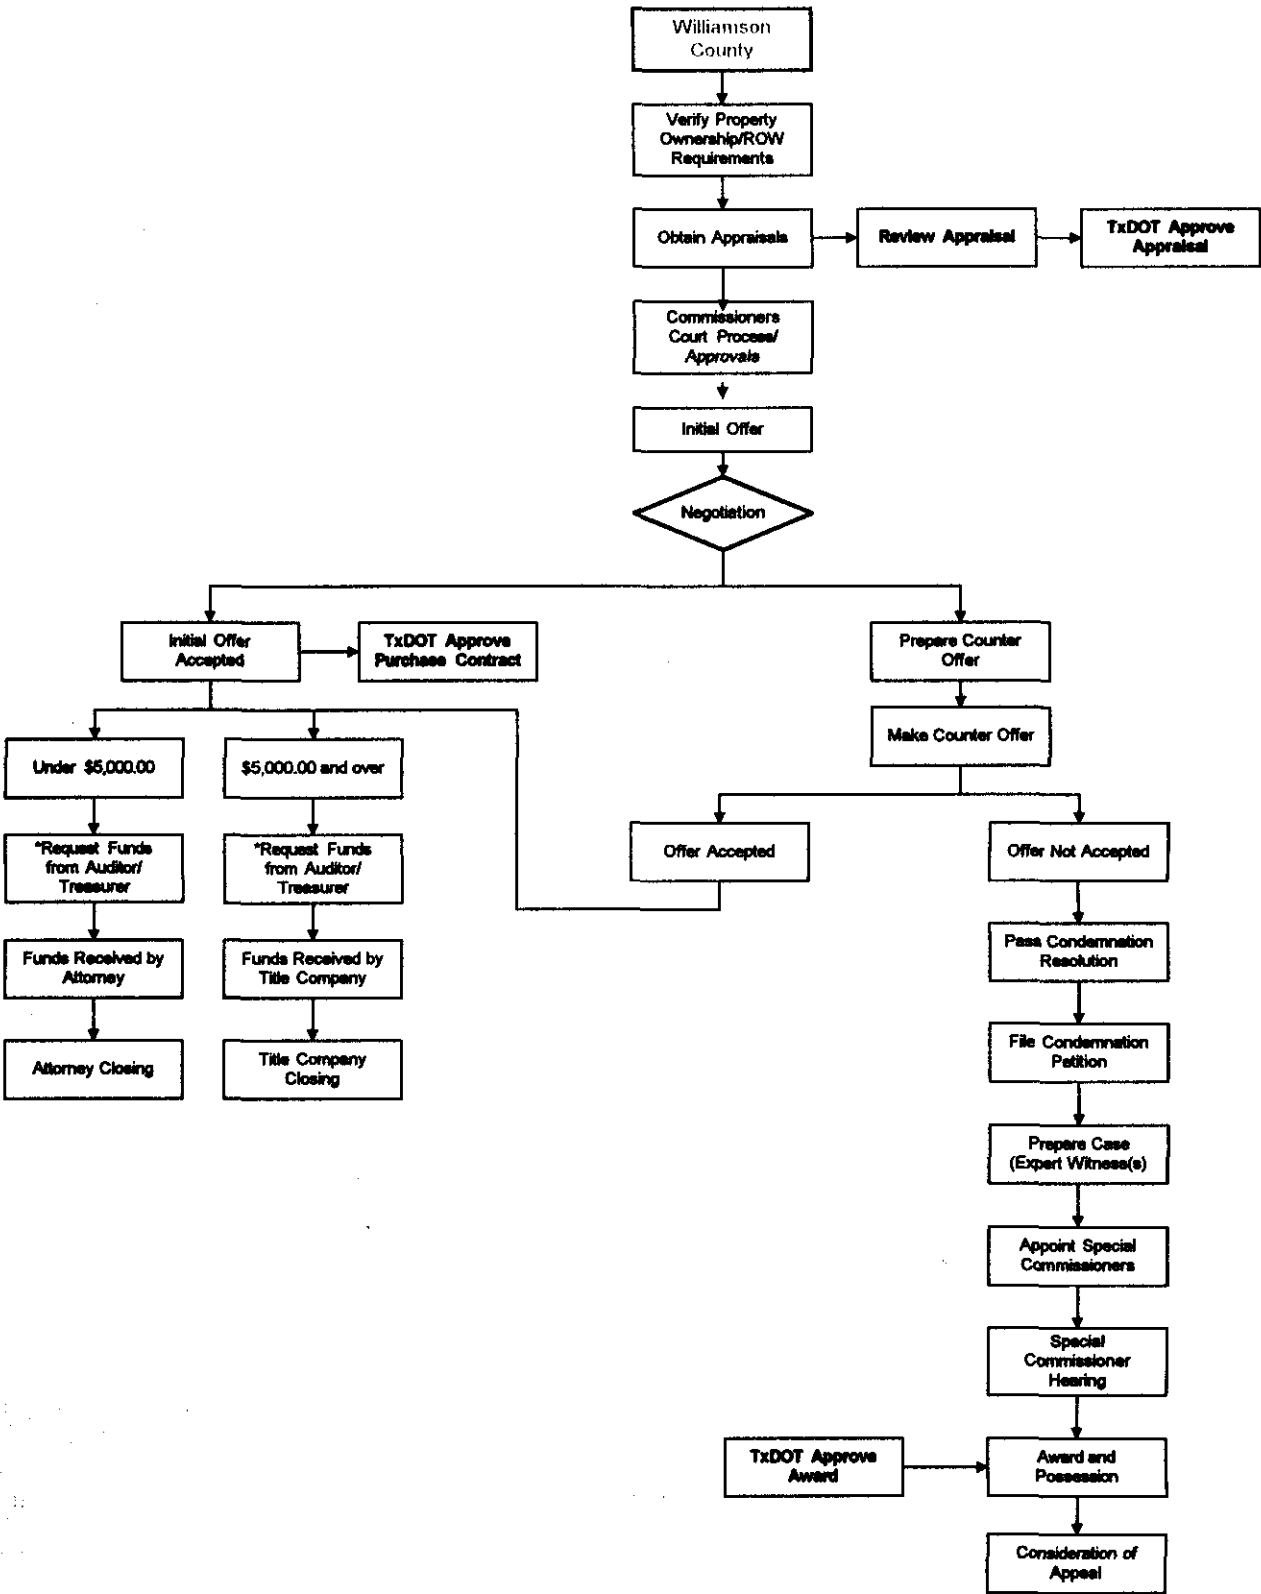 Williamson
County
Verify Property
Ownership/ROW
Requirements
Obtain Appraisals
Review Appraisal
TxDOT Approve
Appraisal
Commissioners
Court Process/
Approvals
Initial Offer
Negotiation
Initial Offer
Accepted
TxDOT Approve
Purchase Contract
Prepare Counter
Offer
Make Counter Offer
Under $5,000.00
$5,000.00 and over
Offer Accepted
Offer Not Accepted
*Request Funds
from Auditor/
Treasurer
*Request Funds
from Auditor/
Treasurer
Funds Received by
Attorney
Funds Received by
Title Company
Pass Condemnation
Resolution
Attorney Closing
Title Company
Closing
File Condemnation
Petition
Prepare Case
(Expert Witness(s)
Appoint Special
Commissioners
Special
Commissioner
Hearing
TxDOT Approve
Award
Award and
Possession
Consideration of
Appeal